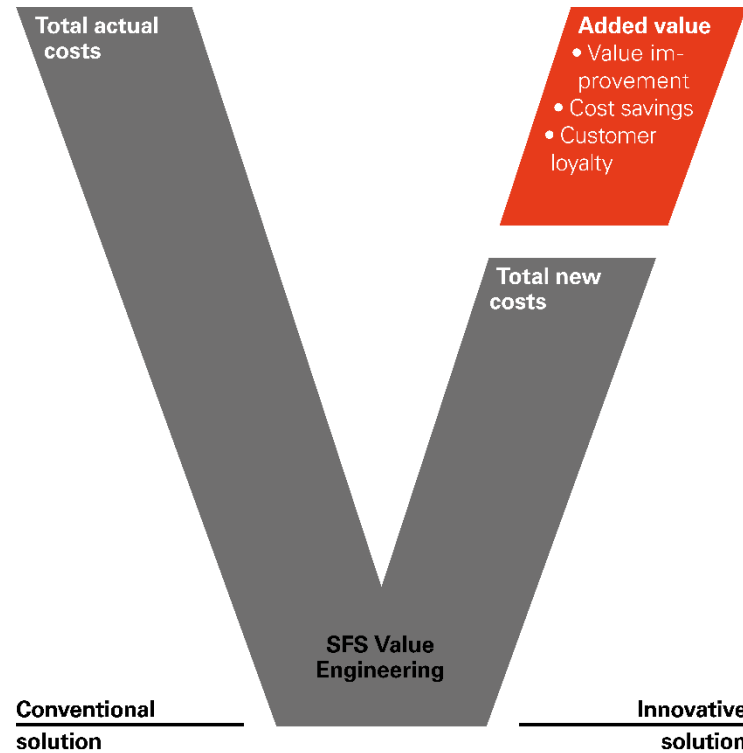 Total actual
costs
Added value
• Value im-
provement
• Cost savings
• Customer
loyalty
Total new
costs
SFS Value
Engineering
Conventional
solution
Innovative
solution